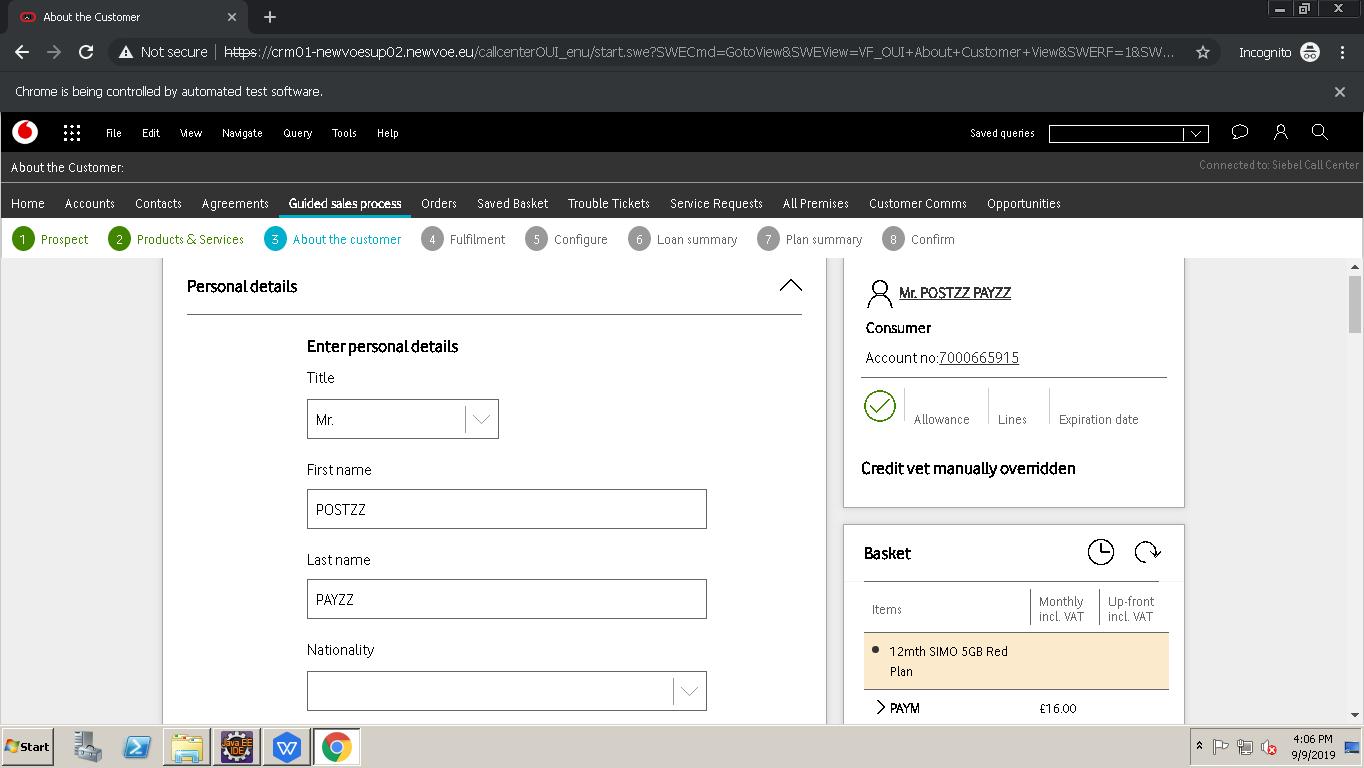 About the Customer
Not secure https://crm01-newvoesup02.newvoe.eu/callcenterOUI_enu/start.swe?SWECmd=GotoView&SWEView=VF_OUI+About+Customer+View&SWERF=1&SW...
Incognito
Chrome is being controlled by automated test software.
File Edit View Navigate Query Tools Help
Saved queries
About the Customer:
Connected to: Siebel Call Center
Home Accounts Contacts Agreements Guided sales process Orders Saved Basket Trouble Tickets Service Requests All Premises Customer Comms Opportunities
1 Prospect 2 Products & Services 3 About the customer 4 Fulfilment 5 Configure 6 Loan summary 7 Plan summary 8 Confirm
Personal details
Enter personal details
Title
Mr.
First name
POSTZZ
Last name
PAYZZ
Nationality
Mr. POSTZZ PAYZZ
Consumer
Account no:7000665915
Allowance Lines Expiration date
Credit vet manually overridden
Basket
Items
Monthly incl. VAT
Up-front incl. VAT
12mth SIMO 5GB Red
Plan
PAYM £16.00
Start
Java EE
IDE
W
4:06 PM
9/9/2019